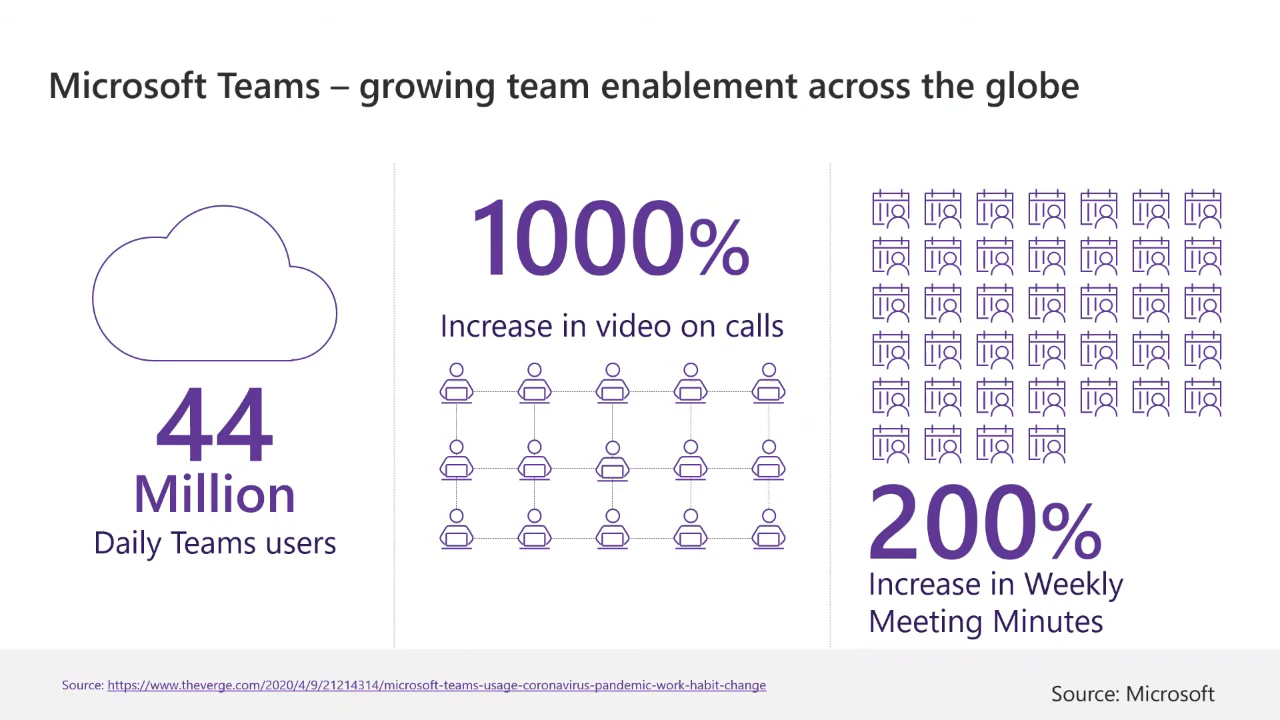 Microsoft Teams – growing team enablement across the globe
44
Million
Daily Teams users
1000%
Increase in video on calls
200%
Increase in Weekly
Meeting Minutes
Source: https://www.theverge.com/2020/4/9/21214314/microsoft-teams-usage-coronavirus-pandemic-work-habit-change
Source: Microsoft